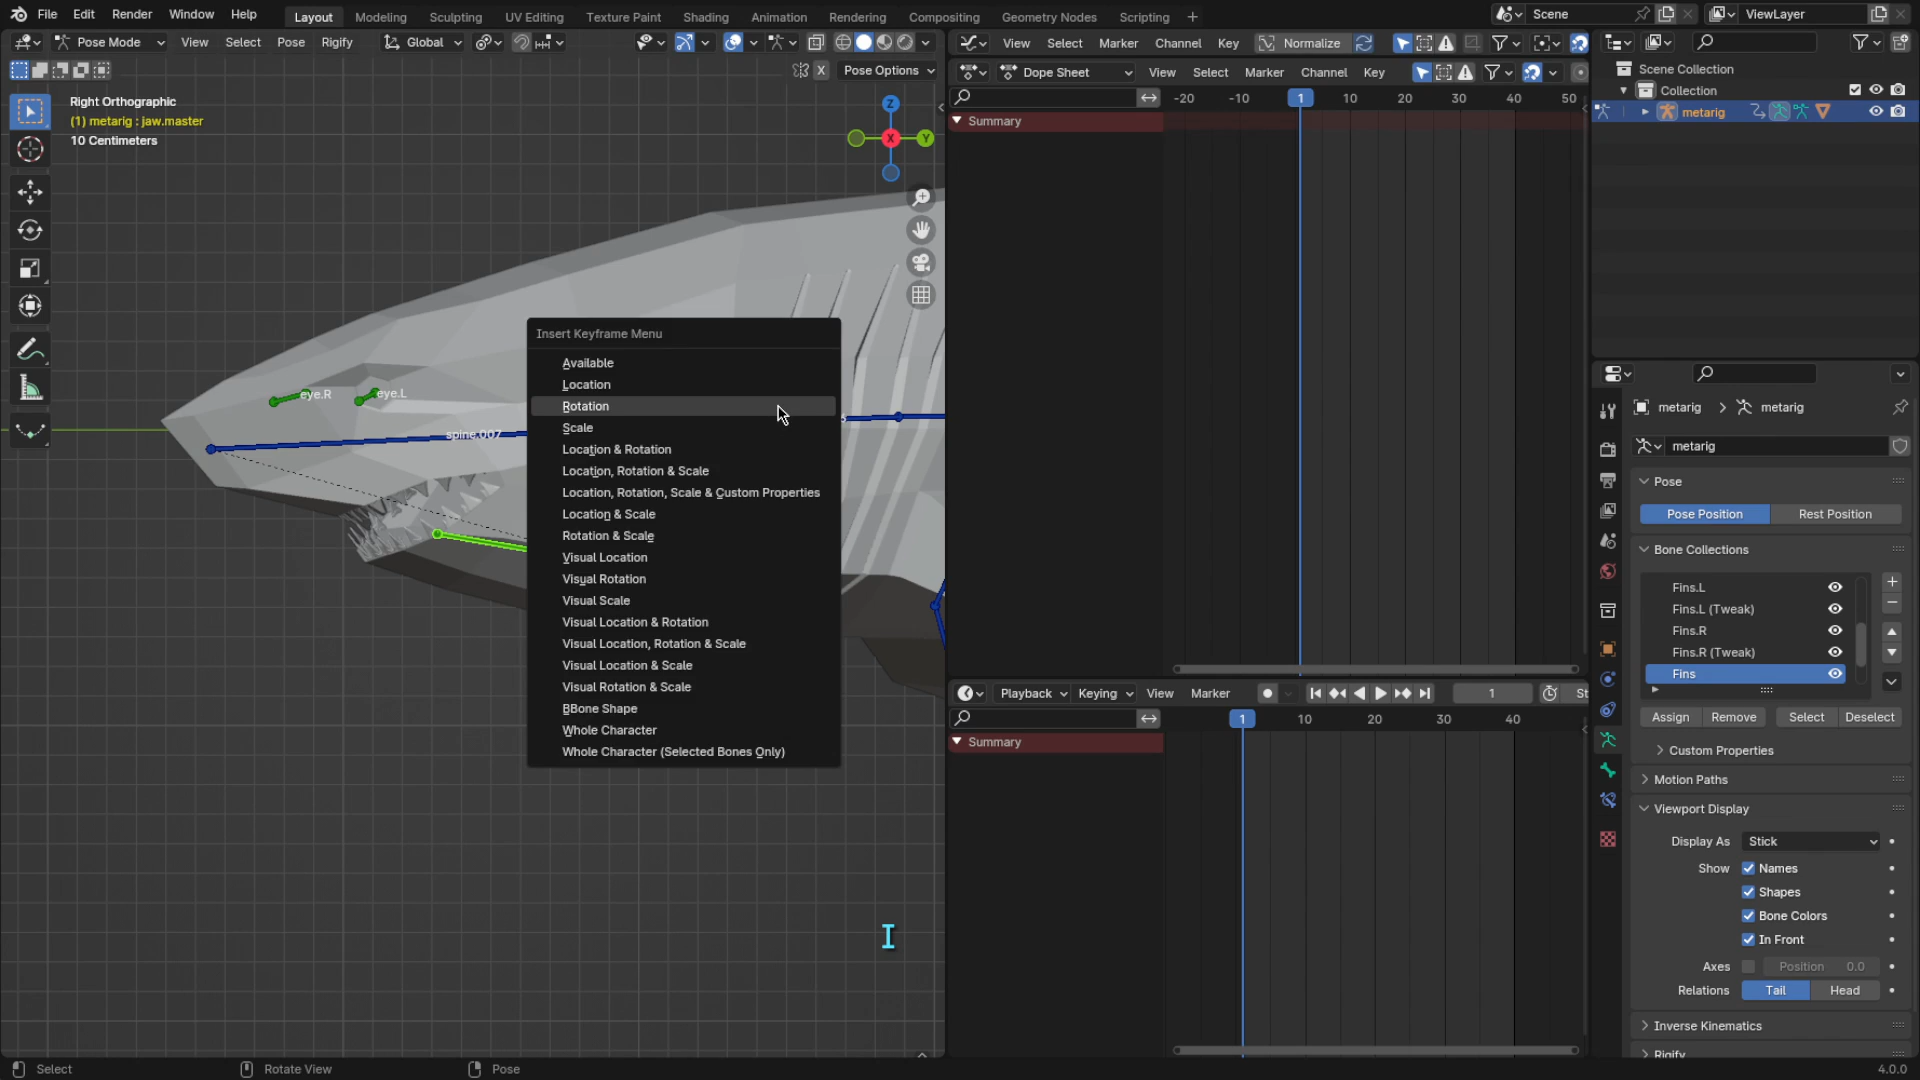 File Edit Render Window Help Layout Modeling Sculpting UV Editing Texture Paint Shading Animation Rendering Compositing Geometry Nodes Scripting + Scene ViewLayer
Pose Mode View Select Pose Rigify Global
X Pose Options
Right Orthographic
(1) metarig : jaw.master
10 Centimeters
Z
X
Y
eye.R
eye.L
spine.007
Insert Keyframe Menu
Available
Location
Rotation
Scale
Location & Rotation
Location, Rotation & Scale
Location, Rotation, Scale & Custom Properties
Location & Scale
Rotation & Scale
Visual Location
Visual Rotation
Visual Scale
Visual Location & Rotation
Visual Location, Rotation & Scale
Visual Location & Scale
Visual Rotation & Scale
BBone Shape
Whole Character
Whole Character (Selected Bones Only)
I
View Select Marker Channel Key Normalize
Dope Sheet View Select Marker Channel Key
-20 -10 1 10 20 30 40 50
Summary
Playback Keying View Marker 1 St
1 10 20 30 40
Summary
Scene Collection
Collection
metarig
metarig metarig
metarig
Pose
Pose Position Rest Position
Bone Collections
Fins.L
Fins.L (Tweak)
Fins.R
Fins.R (Tweak)
Fins
Assign Remove Select Deselect
Custom Properties
Motion Paths
Viewport Display
Display As Stick
Show Names
Shapes
Bone Colors
In Front
Axes Position 0.0
Relations Tail Head
Inverse Kinematics
Rigify
Select Rotate View Pose 4.0.0